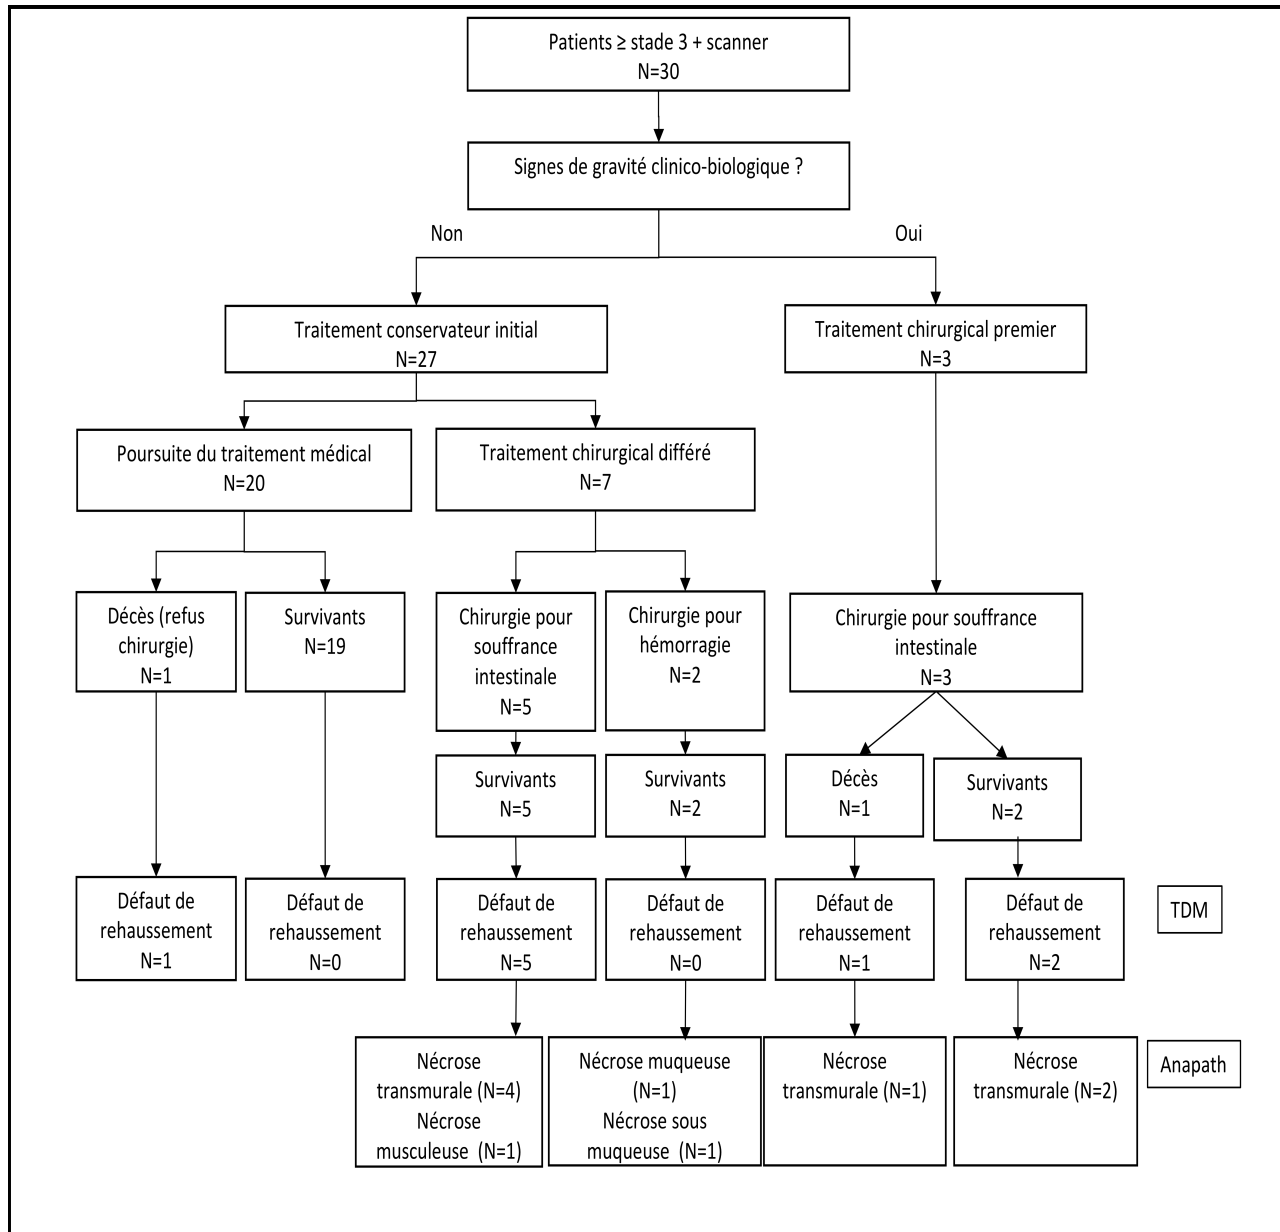 Patients ≥ stade 3 + scanner
N=30
Signes de gravité clinico-biologique ?
Non
Oui
Traitement conservateur initial
N=27
Traitement chirurgical premier
N=3
Poursuite du traitement médical
N=20
Traitement chirurgical différé
N=7
Décès (refus
chirurgie)
N=1
Survivants
N=19
Chirurgie pour
souffrance
intestinale
N=5
Chirurgie pour
hémorragie
N=2
Chirurgie pour souffrance
intestinale
N=3
Survivants
N=5
Survivants
N=2
Décès
N=1
Survivants
N=2
Défaut de
rehaussement
N=1
Défaut de
rehaussement
N=0
Défaut de
rehaussement
N=5
Défaut de
rehaussement
N=0
Défaut de
rehaussement
N=1
Défaut de
rehaussement
N=2
TDM
Nécrose
transmurale (N=4)
Nécrose
musculeuse (N=1)
Nécrose muqueuse
(N=1)
Nécrose sous
muqueuse (N=1)
Nécrose
transmurale (N=1)
Nécrose
transmurale (N=2)
Anapath